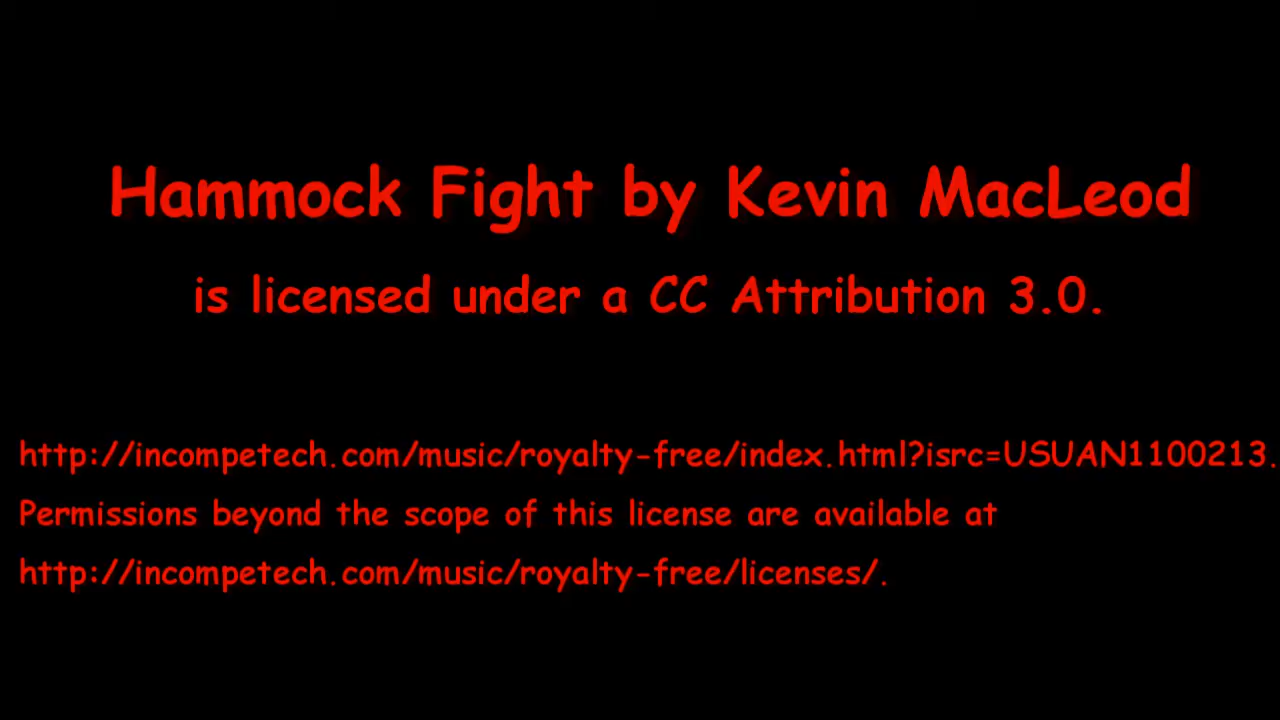 Hammock Fight by Kevin MacLeod
is licensed under a CC Attribution 3.0.
http://incompetech.com/music/royalty-free/index.html?isrc=USUAN1100213.
Permissions beyond the scope of this license are available at
http://incompetech.com/music/royalty-free/licenses/.